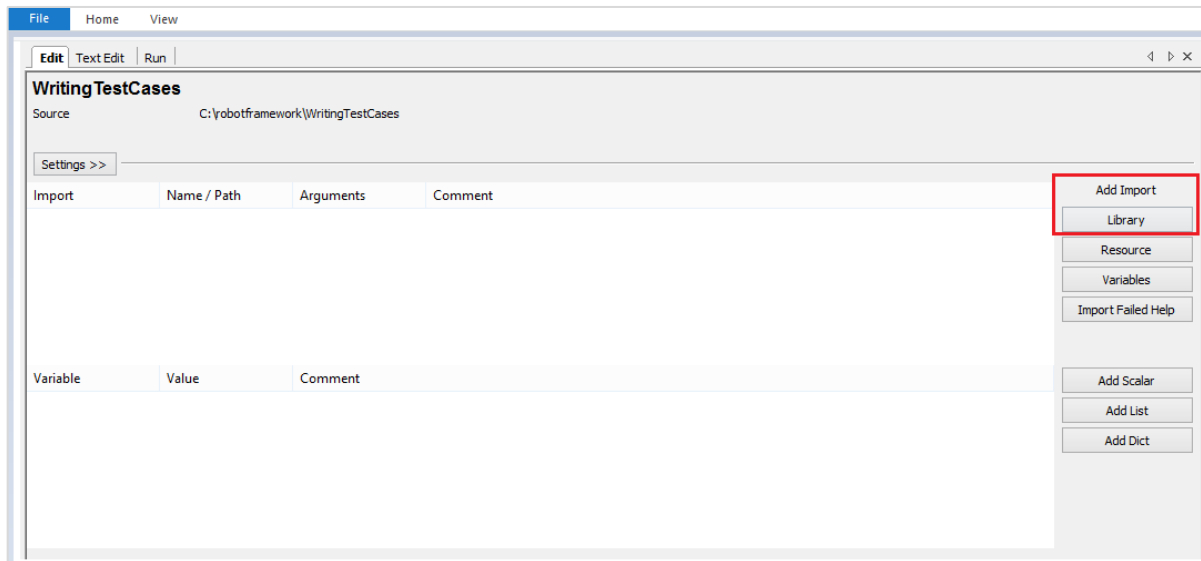 File Home View
Edit Text Edit Run
WritingTestCases
Source C:\robotframework\WritingTestCases
Settings >>
Import Name / Path Arguments Comment
Add Import
Library
Resource
Variables
Import Failed Help
Variable Value Comment
Add Scalar
Add List
Add Dict